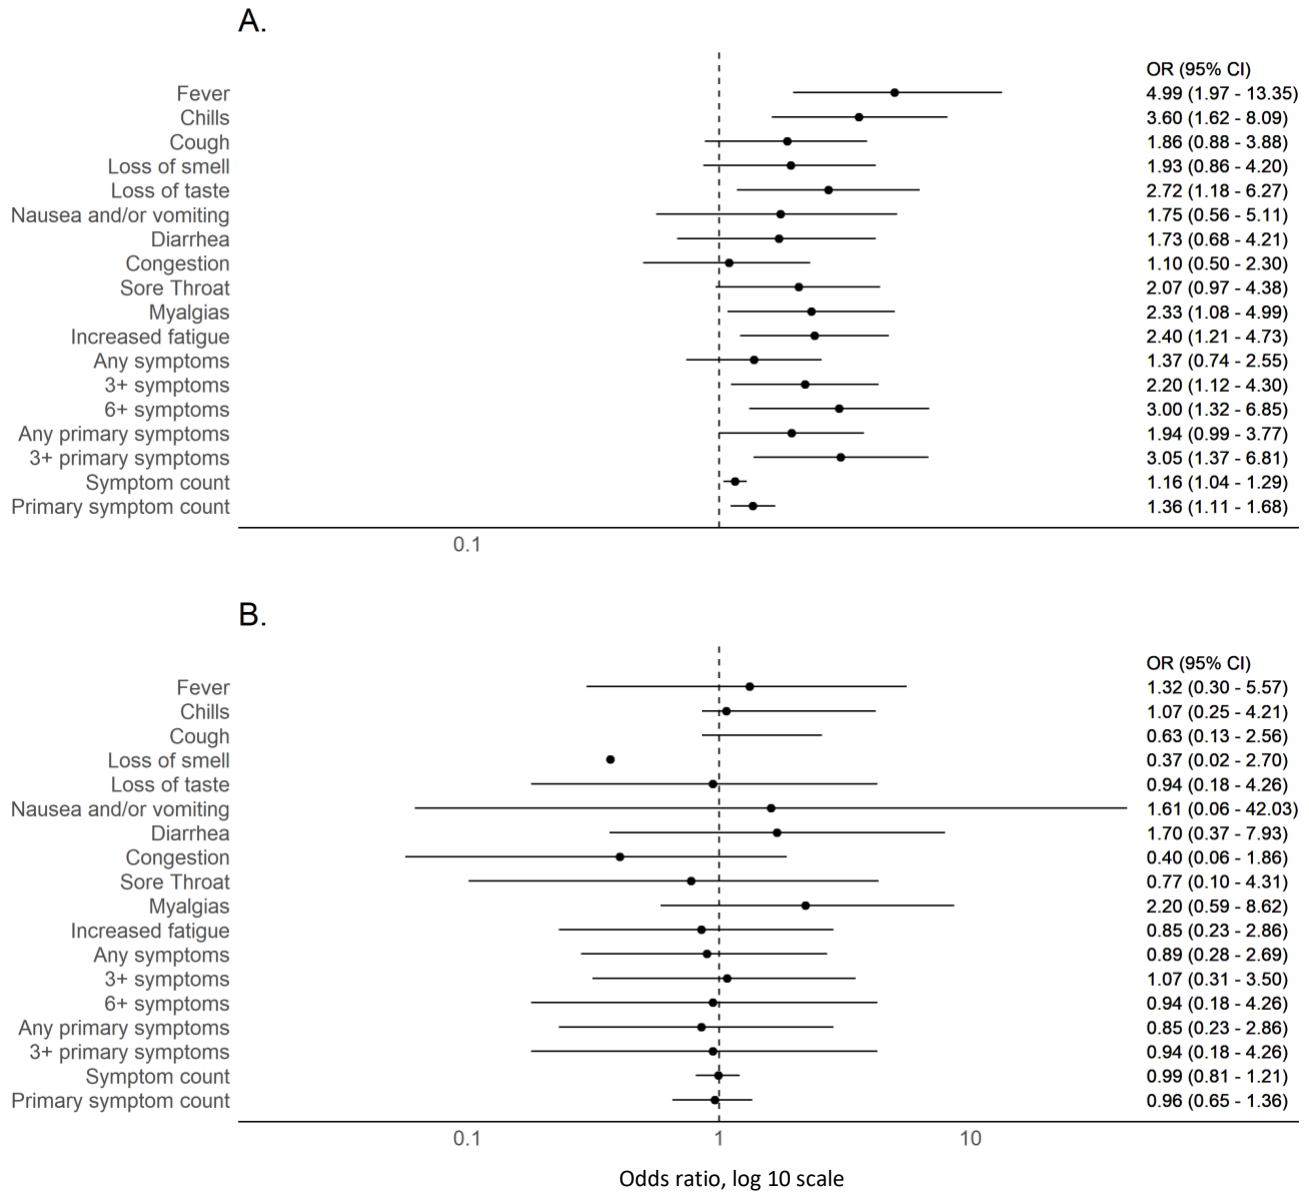 A.
OR (95% CI)
Fever 4.99 (1.97 - 13.35)
Chills 3.60 (1.62 - 8.09)
Cough 1.86 (0.88 - 3.88)
Loss of smell 1.93 (0.86 - 4.20)
Loss of taste 2.72 (1.18 - 6.27)
Nausea and/or vomiting 1.75 (0.56 - 5.11)
Diarrhea 1.73 (0.68 - 4.21)
Congestion 1.10 (0.50 - 2.30)
Sore Throat 2.07 (0.97 - 4.38)
Myalgias 2.33 (1.08 - 4.99)
Increased fatigue 2.40 (1.21 - 4.73)
Any symptoms 1.37 (0.74 - 2.55)
3+ symptoms 2.20 (1.12 - 4.30)
6+ symptoms 3.00 (1.32 - 6.85)
Any primary symptoms 1.94 (0.99 - 3.77)
3+ primary symptoms 3.05 (1.37 - 6.81)
Symptom count 1.16 (1.04 - 1.29)
Primary symptom count 1.36 (1.11 - 1.68)
0.1
B.
OR (95% CI)
Fever 1.32 (0.30 - 5.57)
Chills 1.07 (0.25 - 4.21)
Cough 0.63 (0.13 - 2.56)
Loss of smell 0.37 (0.02 - 2.70)
Loss of taste 0.94 (0.18 - 4.26)
Nausea and/or vomiting 1.61 (0.06 - 42.03)
Diarrhea 1.70 (0.37 - 7.93)
Congestion 0.40 (0.06 - 1.86)
Sore Throat 0.77 (0.10 - 4.31)
Myalgias 2.20 (0.59 - 8.62)
Increased fatigue 0.85 (0.23 - 2.86)
Any symptoms 0.89 (0.28 - 2.69)
3+ symptoms 1.07 (0.31 - 3.50)
6+ symptoms 0.94 (0.18 - 4.26)
Any primary symptoms 0.85 (0.23 - 2.86)
3+ primary symptoms 0.94 (0.18 - 4.26)
Symptom count 0.99 (0.81 - 1.21)
Primary symptom count 0.96 (0.65 - 1.36)
0.1 1 10
Odds ratio, log 10 scale